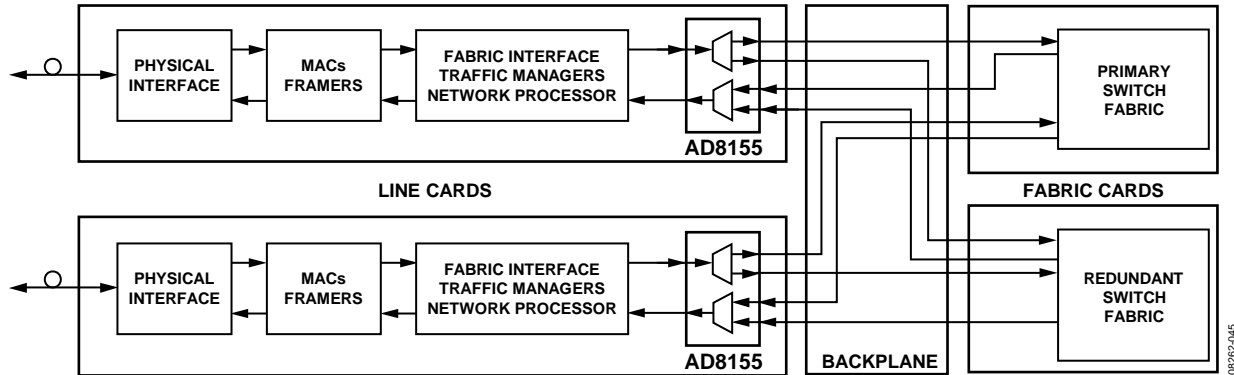 PHYSICAL
INTERFACE
MACs
FRAMERS
FABRIC INTERFACE
TRAFFIC MANAGERS
NETWORK PROCESSOR
AD8155
PRIMARY
SWITCH
FABRIC
LINE CARDS
FABRIC CARDS
PHYSICAL
INTERFACE
MACs
FRAMERS
FABRIC INTERFACE
TRAFFIC MANAGERS
NETWORK PROCESSOR
AD8155
BACKPLANE
REDUNDANT
SWITCH
FABRIC
08262-045